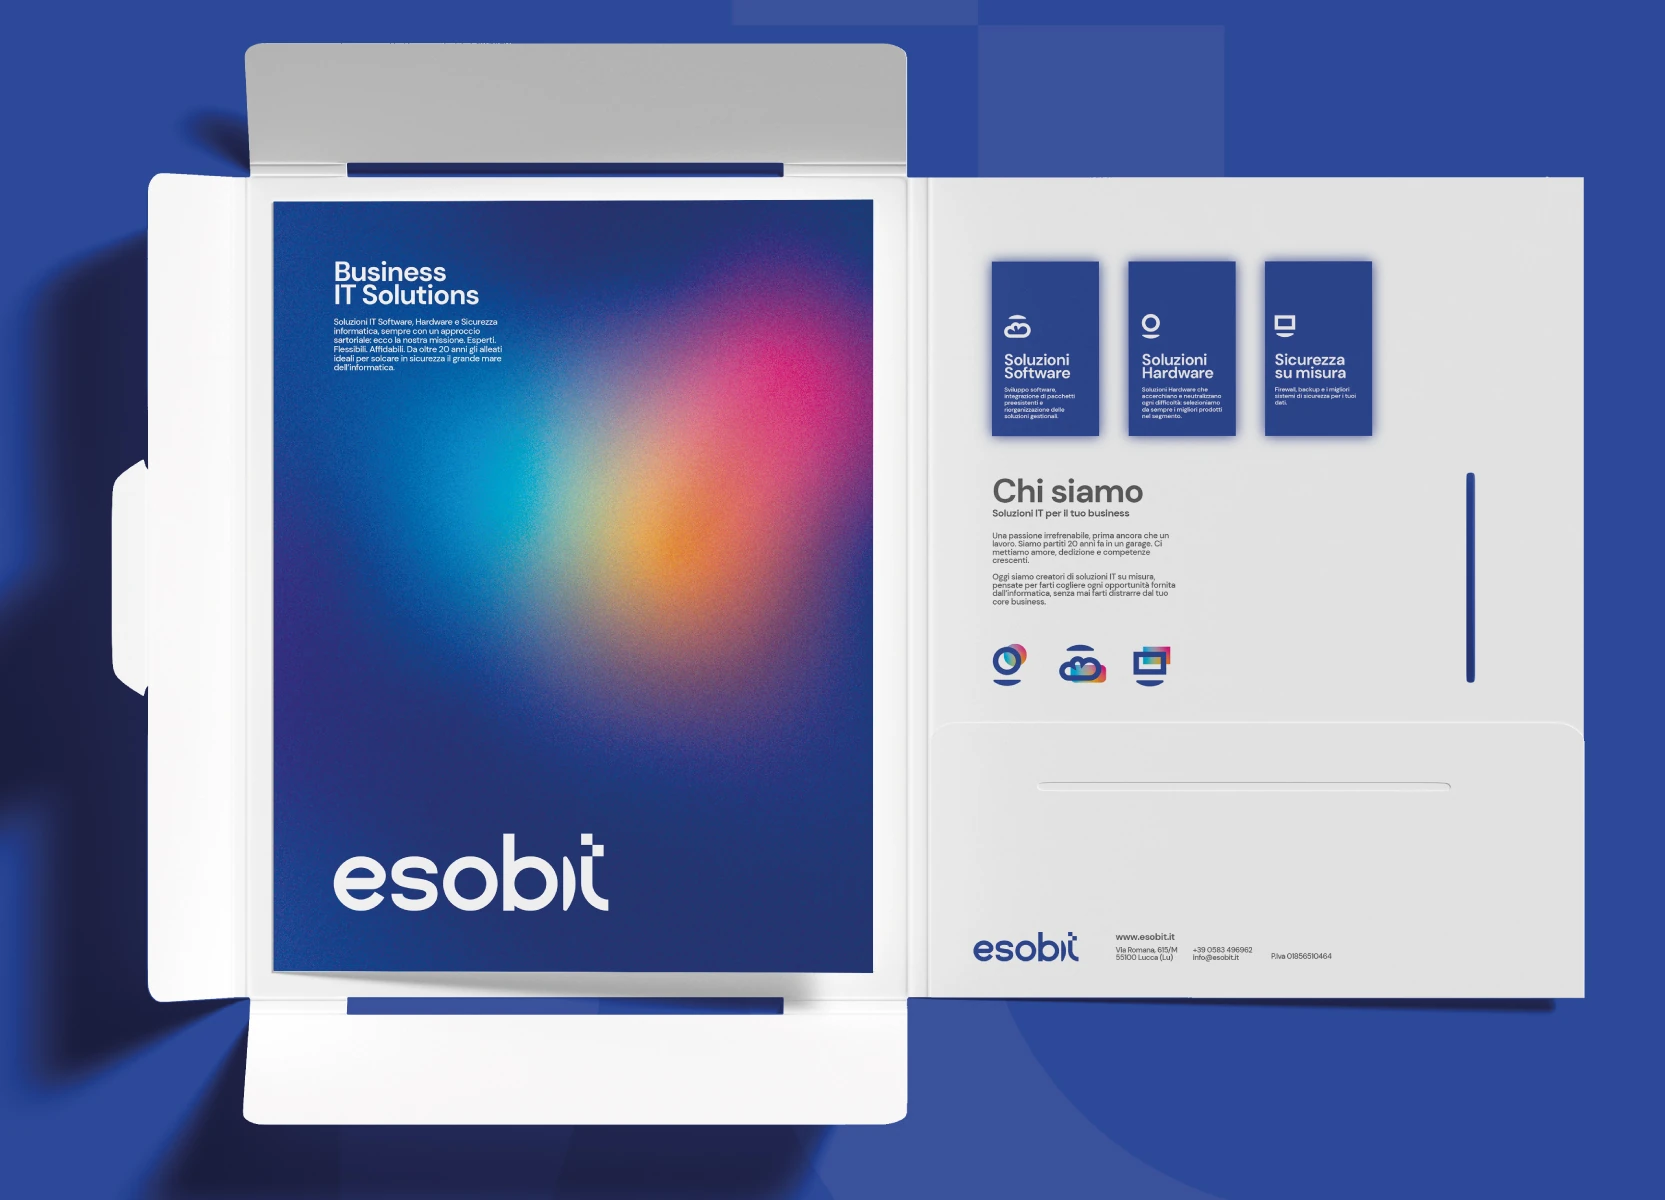 Business
IT Solutions
Soluzioni IT Software, Hardware e Sicurezza
informatica, sempre con un approccio
sartoriale: ecco la nostra missione. Esperti.
Flessibili. Affidabili. Da oltre 20 anni gli alleati
ideali per solcare in sicurezza il grande mare
dell'informatica.
esobit
Soluzioni
Software
Sviluppo software,
integrazione di pacchetti
preesistenti e
riorganizzazione delle
soluzioni gestionali.
Soluzioni
Hardware
Soluzioni Hardware che
accerchiano e neutralizzano
ogni difficoltà: selezioniamo
da sempre i migliori prodotti
nel segmento.
Sicurezza
su misura
Firewall, backup e i migliori
sistemi di sicurezza per i tuoi
dati.
Chi siamo
Soluzioni IT per il tuo business
Una passione irrefrenabile, prima ancora che un
lavoro. Siamo partiti 20 anni fa in un garage. Ci
mettiamo amore, dedizione e competenze
crescenti.
Oggi siamo creatori di soluzioni IT su misura,
pensate per farti cogliere ogni opportunità fornita
dall'informatica, senza mai farti distrarre dal tuo
core business.
esobit
www.esobit.it
Via Romana, 615/M
55100 Lucca (Lu)
+39 0583 496962
info@esobit.it
P.Iva 01856510464